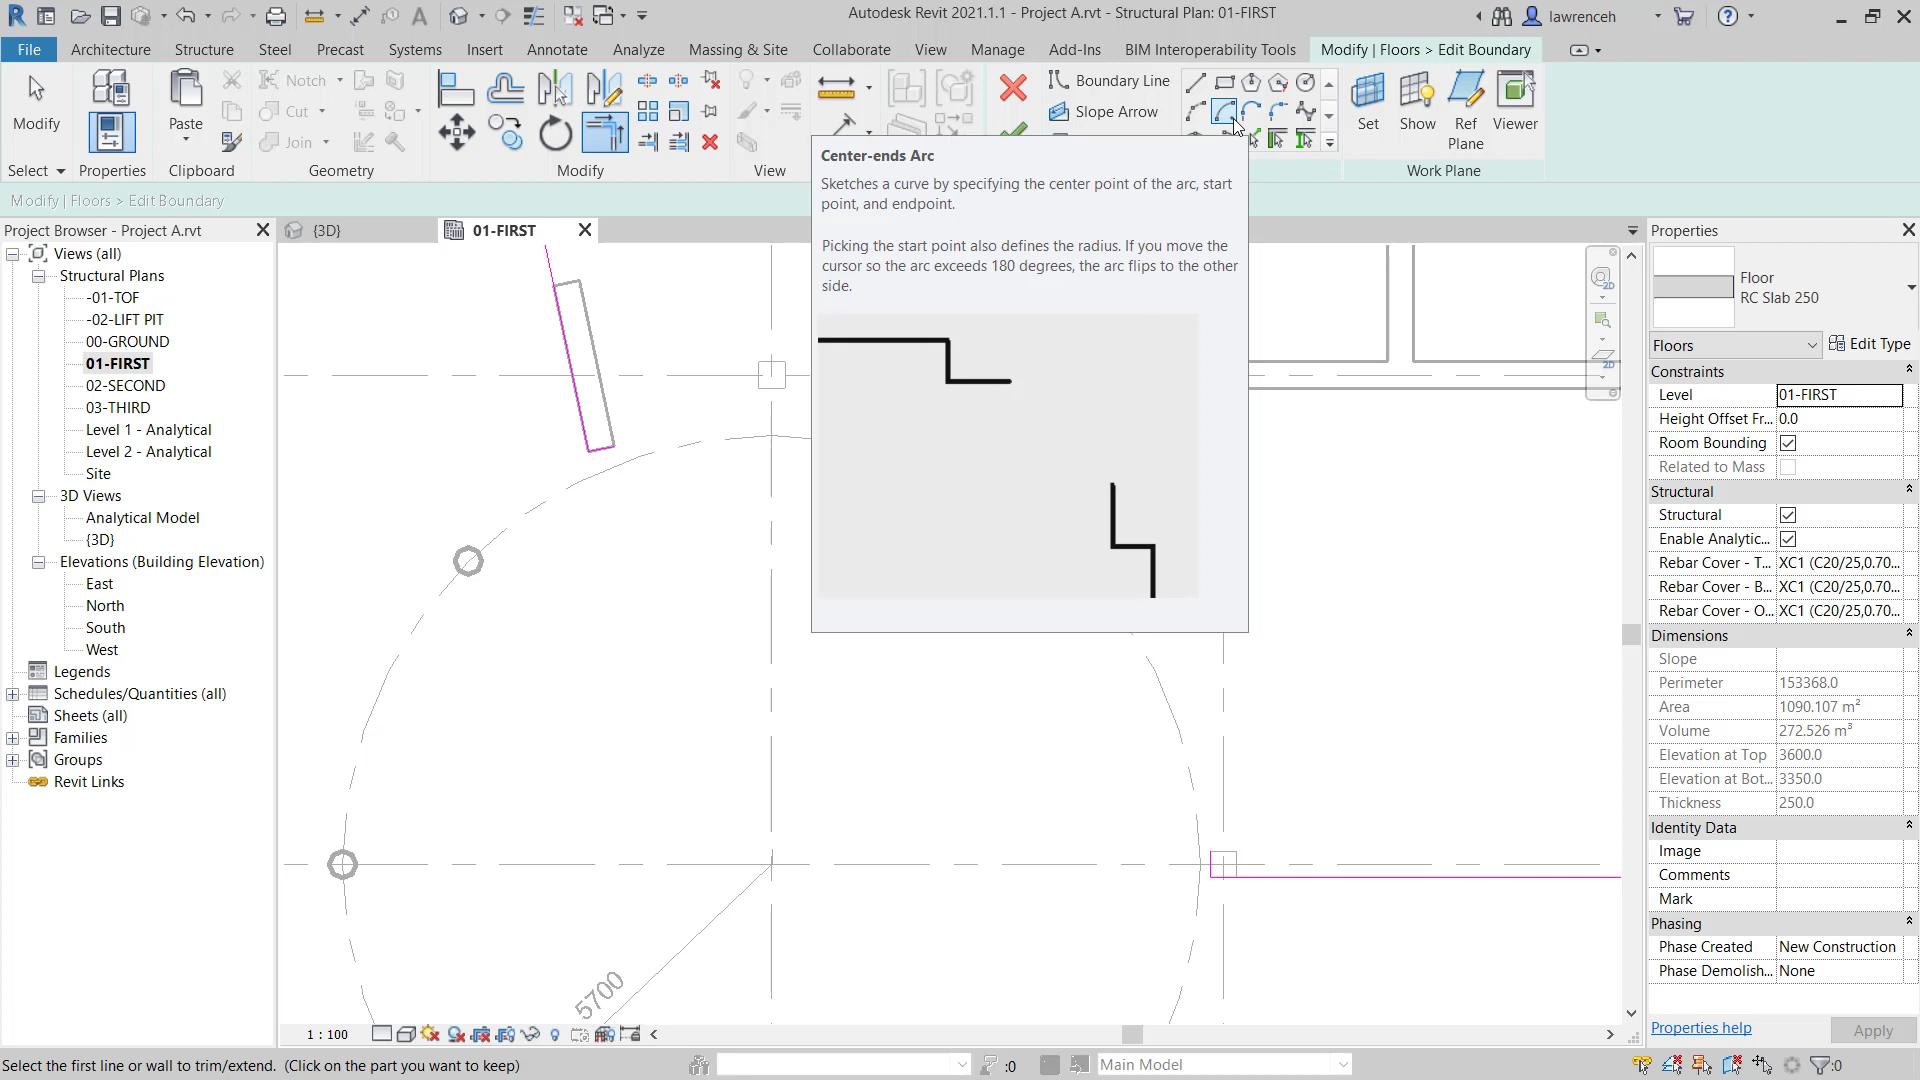 Autodesk Revit 2021.1.1 - Project A.rvt - Structural Plan: 01-FIRST
lawrenceh
File
Architecture
Structure
Steel
Precast
Systems
Insert
Annotate
Analyze
Massing & Site
Collaborate
View
Manage
Add-Ins
BIM Interoperability Tools
Modify | Floors > Edit Boundary
Modify
Paste
Notch
Cut
Join
Boundary Line
Slope Arrow
Set
Show
Ref
Plane
Viewer
Select
Properties
Clipboard
Geometry
Modify
View
Work Plane
Modify | Floors > Edit Boundary
Center-ends Arc
Sketches a curve by specifying the center point of the arc, start
point, and endpoint.
Picking the start point also defines the radius. If you move the
cursor so the arc exceeds 180 degrees, the arc flips to the other
side.
Project Browser - Project A.rvt
{3D}
01-FIRST
Views (all)
Structural Plans
-01-TOF
-02-LIFT PIT
00-GROUND
01-FIRST
02-SECOND
03-THIRD
Level 1 - Analytical
Level 2 - Analytical
Site
3D Views
Analytical Model
{3D}
Elevations (Building Elevation)
East
North
South
West
Legends
Schedules/Quantities (all)
Sheets (all)
Families
Groups
Revit Links
5700
2D
2D
Properties
Floor
RC Slab 250
Floors
Edit Type
Constraints
Level 01-FIRST
Height Offset Fr... 0.0
Room Bounding
Related to Mass
Structural
Structural
Enable Analytic...
Rebar Cover - T... XC1 (C20/25,0.70...
Rebar Cover - B... XC1 (C20/25,0.70...
Rebar Cover - O... XC1 (C20/25,0.70...
Dimensions
Slope
Perimeter 153368.0
Area 1090.107 m²
Volume 272.526 m³
Elevation at Top 3600.0
Elevation at Bot... 3350.0
Thickness 250.0
Identity Data
Image
Comments
Mark
Phasing
Phase Created New Construction
Phase Demolish... None
Properties help
Apply
1 : 100
Select the first line or wall to trim/extend. (Click on the part you want to keep)
:0
Main Model
:0